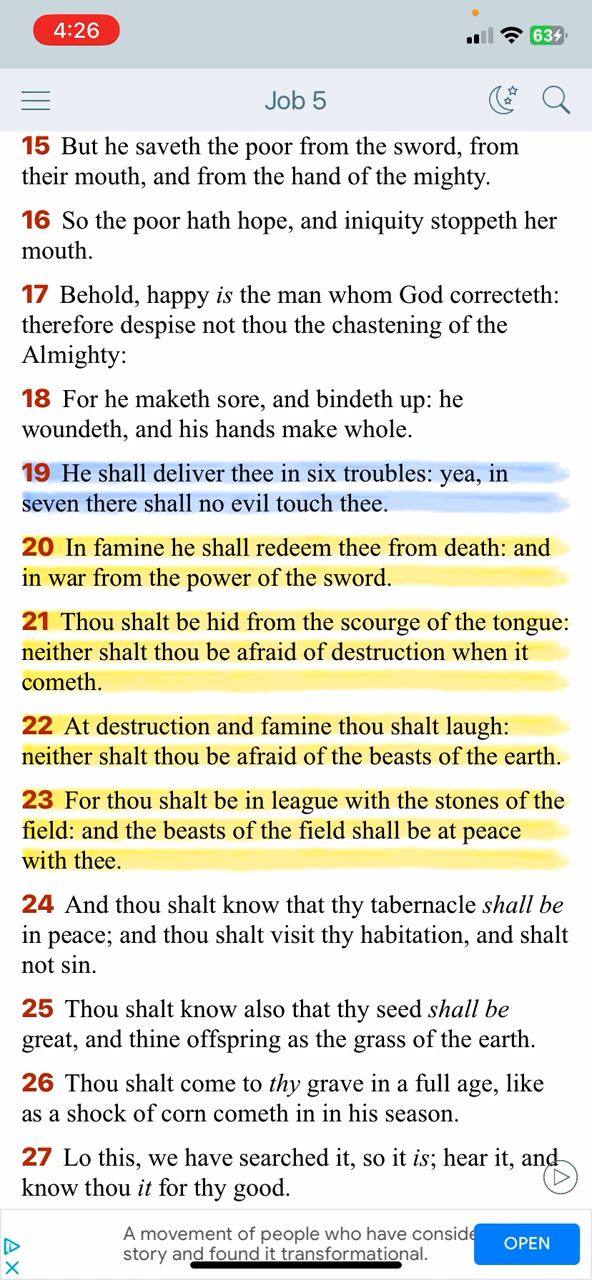 4:26
63
Job 5
15 But he saveth the poor from the sword, from
their mouth, and from the hand of the mighty.
16 So the poor hath hope, and iniquity stoppeth her
mouth.
17 Behold, happy is the man whom God correcteth:
therefore despise not thou the chastening of the
Almighty:
18 For he maketh sore, and bindeth up: he
woundeth, and his hands make whole.
19 He shall deliver thee in six troubles: yea, in
seven there shall no evil touch thee.
20 In famine he shall redeem thee from death: and
in war from the power of the sword.
21 Thou shalt be hid from the scourge of the tongue:
neither shalt thou be afraid of destruction when it
cometh.
22 At destruction and famine thou shalt laugh:
neither shalt thou be afraid of the beasts of the earth.
23 For thou shalt be in league with the stones of the
field: and the beasts of the field shall be at peace
with thee.
24 And thou shalt know that thy tabernacle shall be
in peace; and thou shalt visit thy habitation, and shalt
not sin.
25 Thou shalt know also that thy seed shall be
great, and thine offspring as the grass of the earth.
26 Thou shalt come to thy grave in a full age, like
as a shock of corn cometh in in his season.
27 Lo this, we have searched it, so it is; hear it, and
know thou it for thy good.
A movement of people who have conside
story and found it transformational.
OPEN